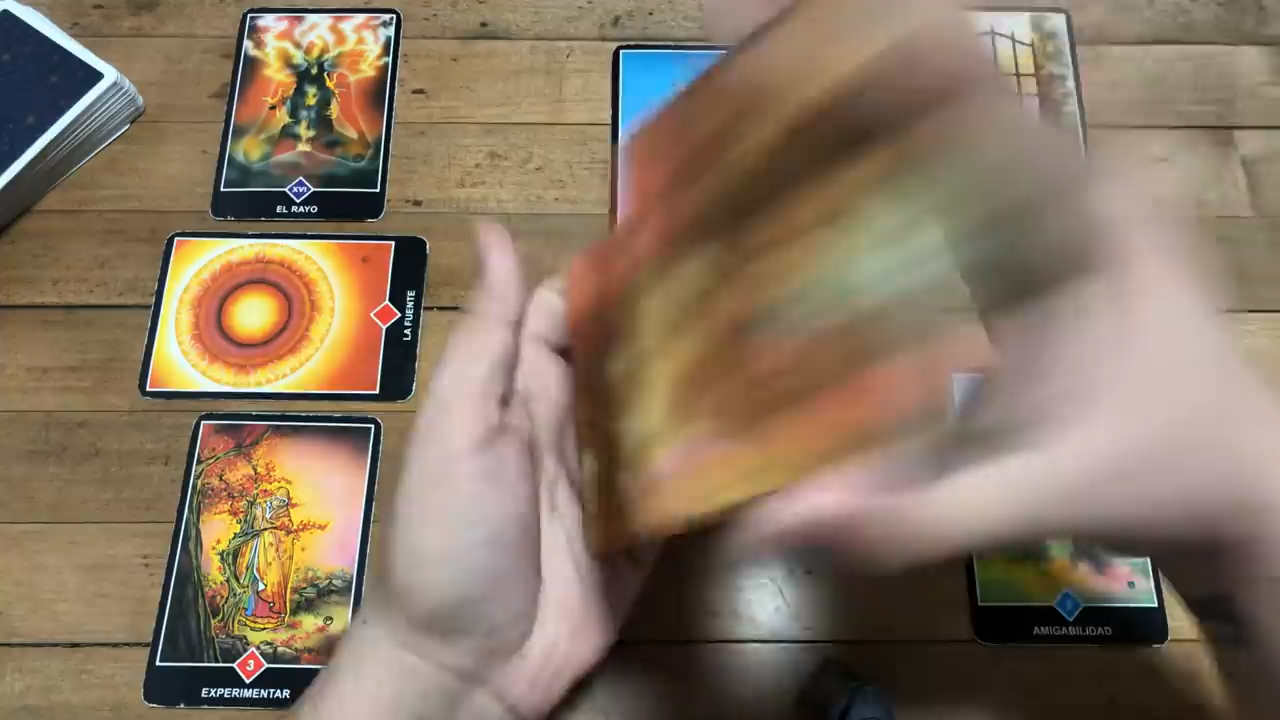 XVI
EL RAYO
LA FUENTE
3
EXPERIMENTAR
AMIGABILIDAD